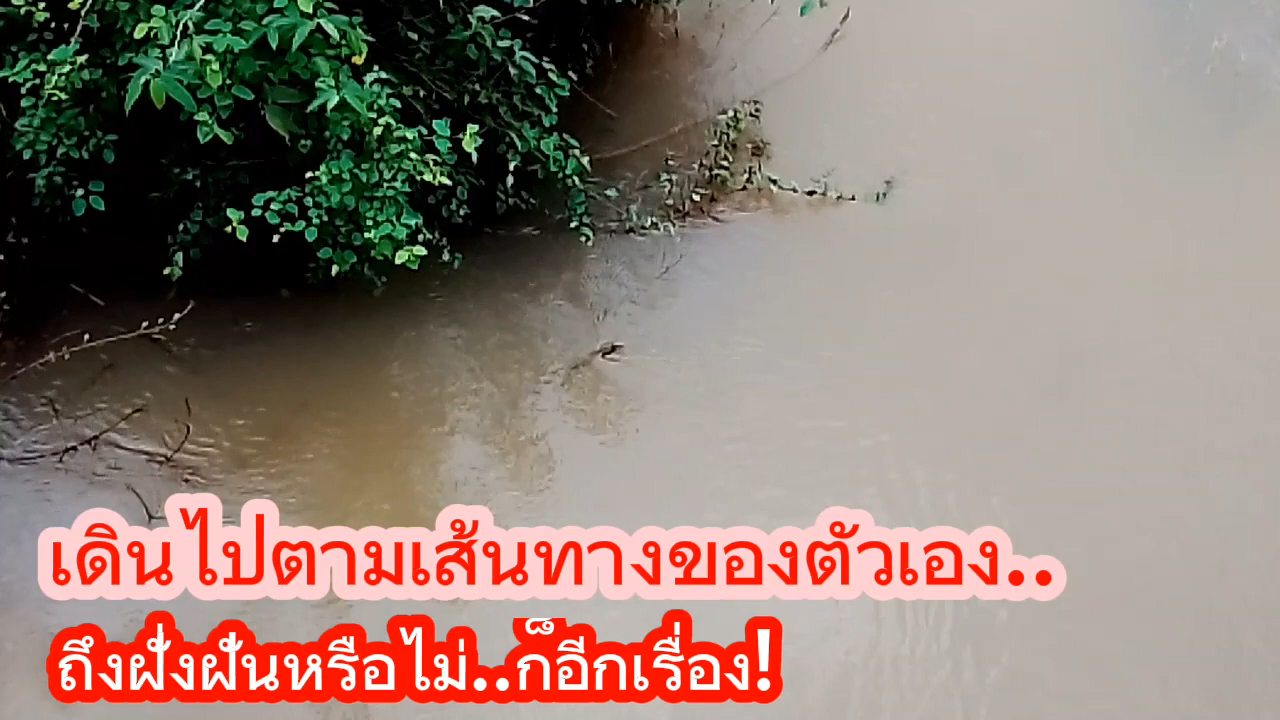 เดินไปตามเส้นทางของตัวเอง..
ถึงฝั่งฝันหรือไม่..ก็อีกเรื่อง!